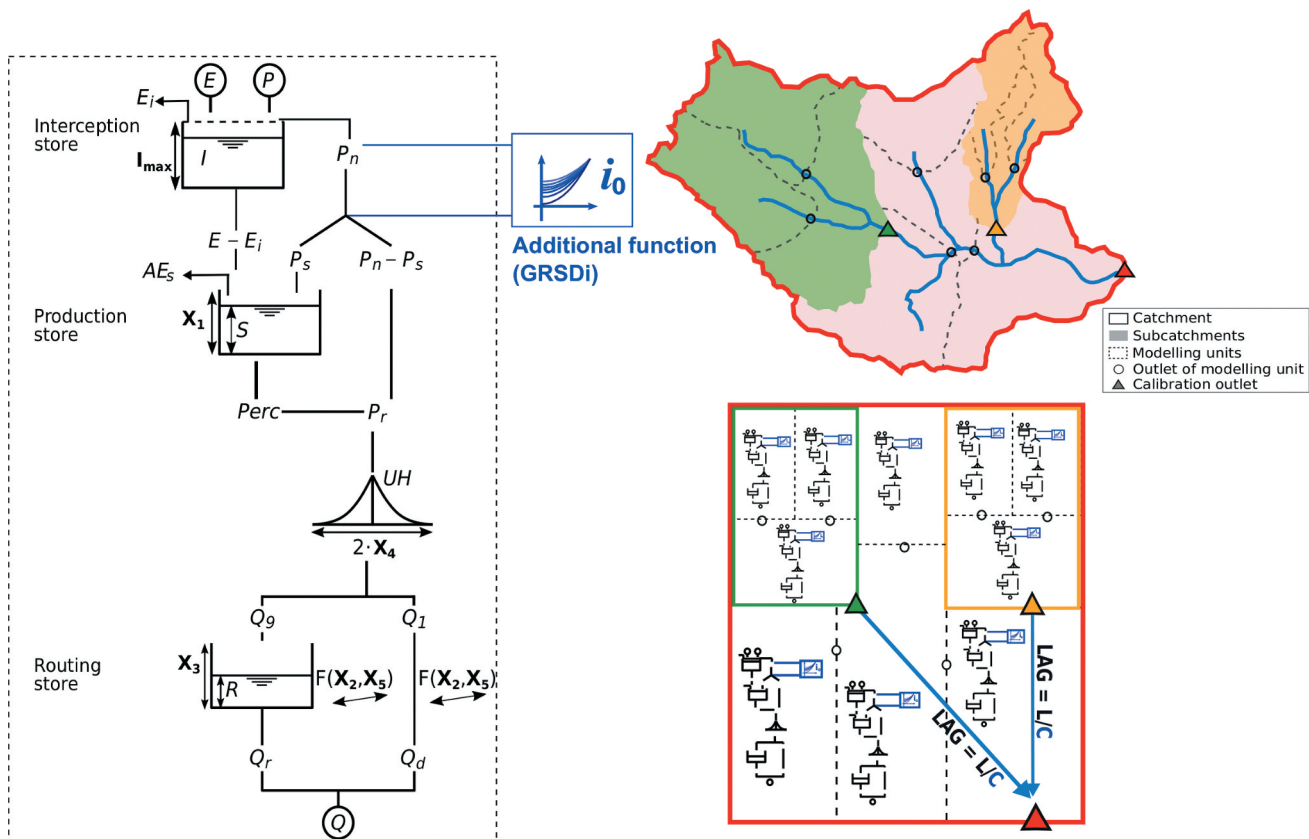 E
P
E_i
Interception
store
I_max
I
P_n
i_0
Additional function
(GRSDi)
E − E_i
P_s
P_n − P_s
AE_s
Production
store
X_1
S
Perc
P_r
UH
2· X_4
Q_9
Q_1
Routing
store
X_3
R
F(X_2,X_5)
F(X_2,X_5)
Q_r
Q_d
Q
Catchment
Subcatchments
Modelling units
Outlet of modelling unit
Calibration outlet
LAG = L/C
LAG = L/C